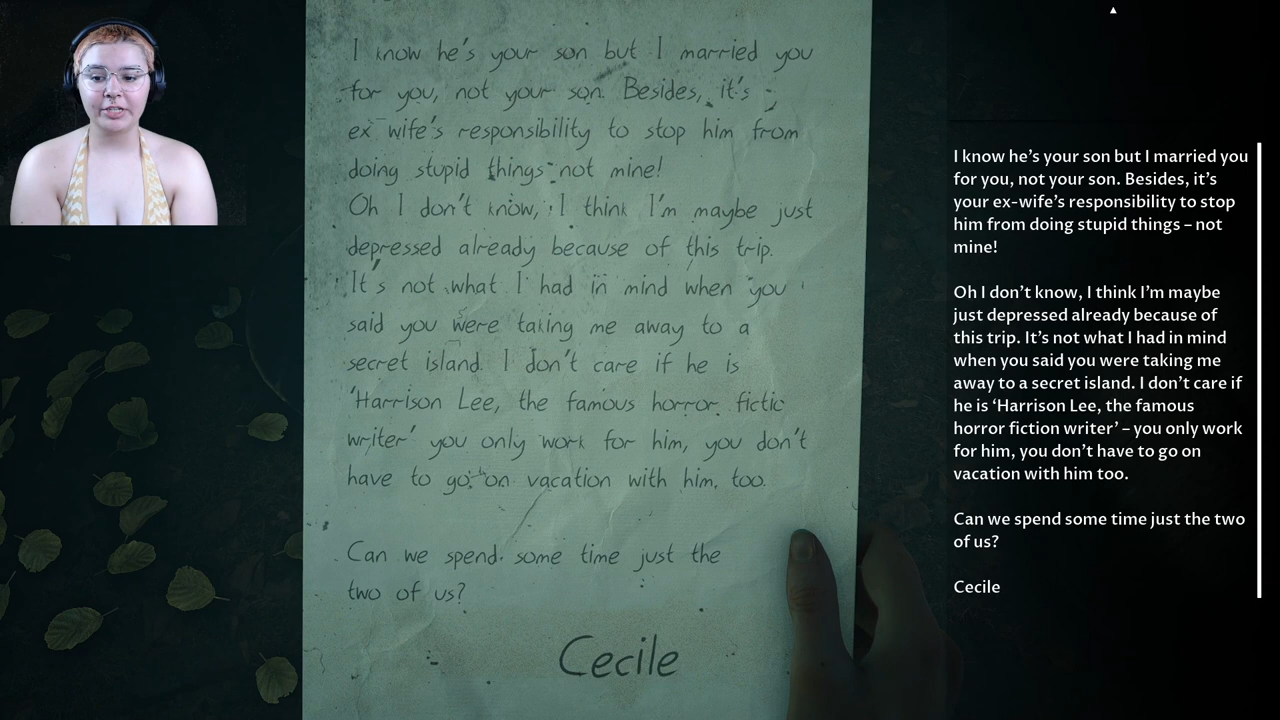 I know he's your son but I married you
for you, not your son. Besides, it's
ex wife's responsibility to stop him from
doing stupid things - not mine!
Oh I don't know, I think I'm maybe just
depressed already because of this trip.
It's not what I had in mind when you
said you were taking me away to a
secret island. I don't care if he is
'Harrison Lee, the famous horror fictic
writer' you only work for him, you don't
have to go on vacation with him. too.
Can we spend some time just the
two of us?
Cecile
I know he's your son but I married you
for you, not your son. Besides, it's
your ex-wife's responsibility to stop
him from doing stupid things – not
mine!
Oh I don't know, I think I'm maybe
just depressed already because of
this trip. It's not what I had in mind
when you said you were taking me
away to a secret island. I don't care if
he is ‘Harrison Lee, the famous
horror fiction writer’ – you only work
for him, you don't have to go on
vacation with him too.
Can we spend some time just the two
of us?
Cecile